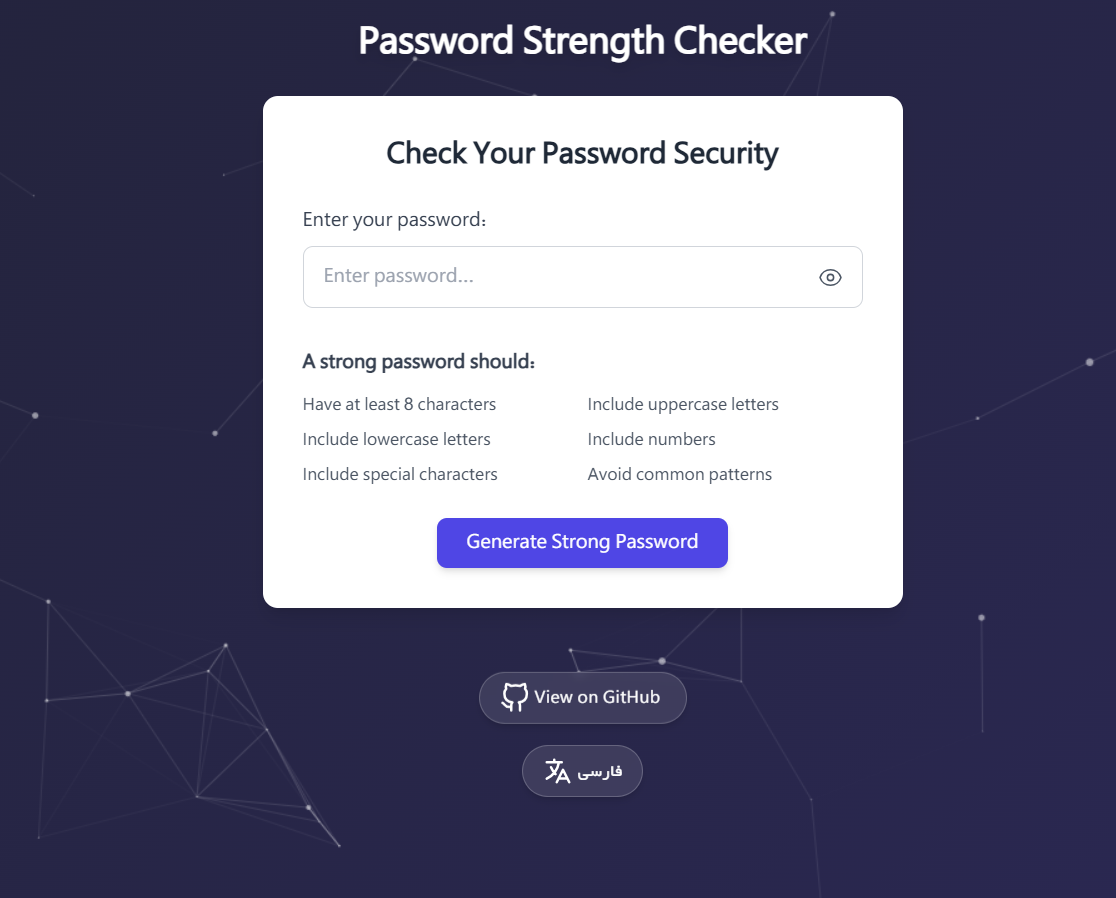 Password Strength Checker
Check Your Password Security
Enter your password:
Enter password...
A strong password should:
Have at least 8 characters
Include uppercase letters
Include lowercase letters
Include numbers
Include special characters
Avoid common patterns
Generate Strong Password
View on GitHub
فارسی